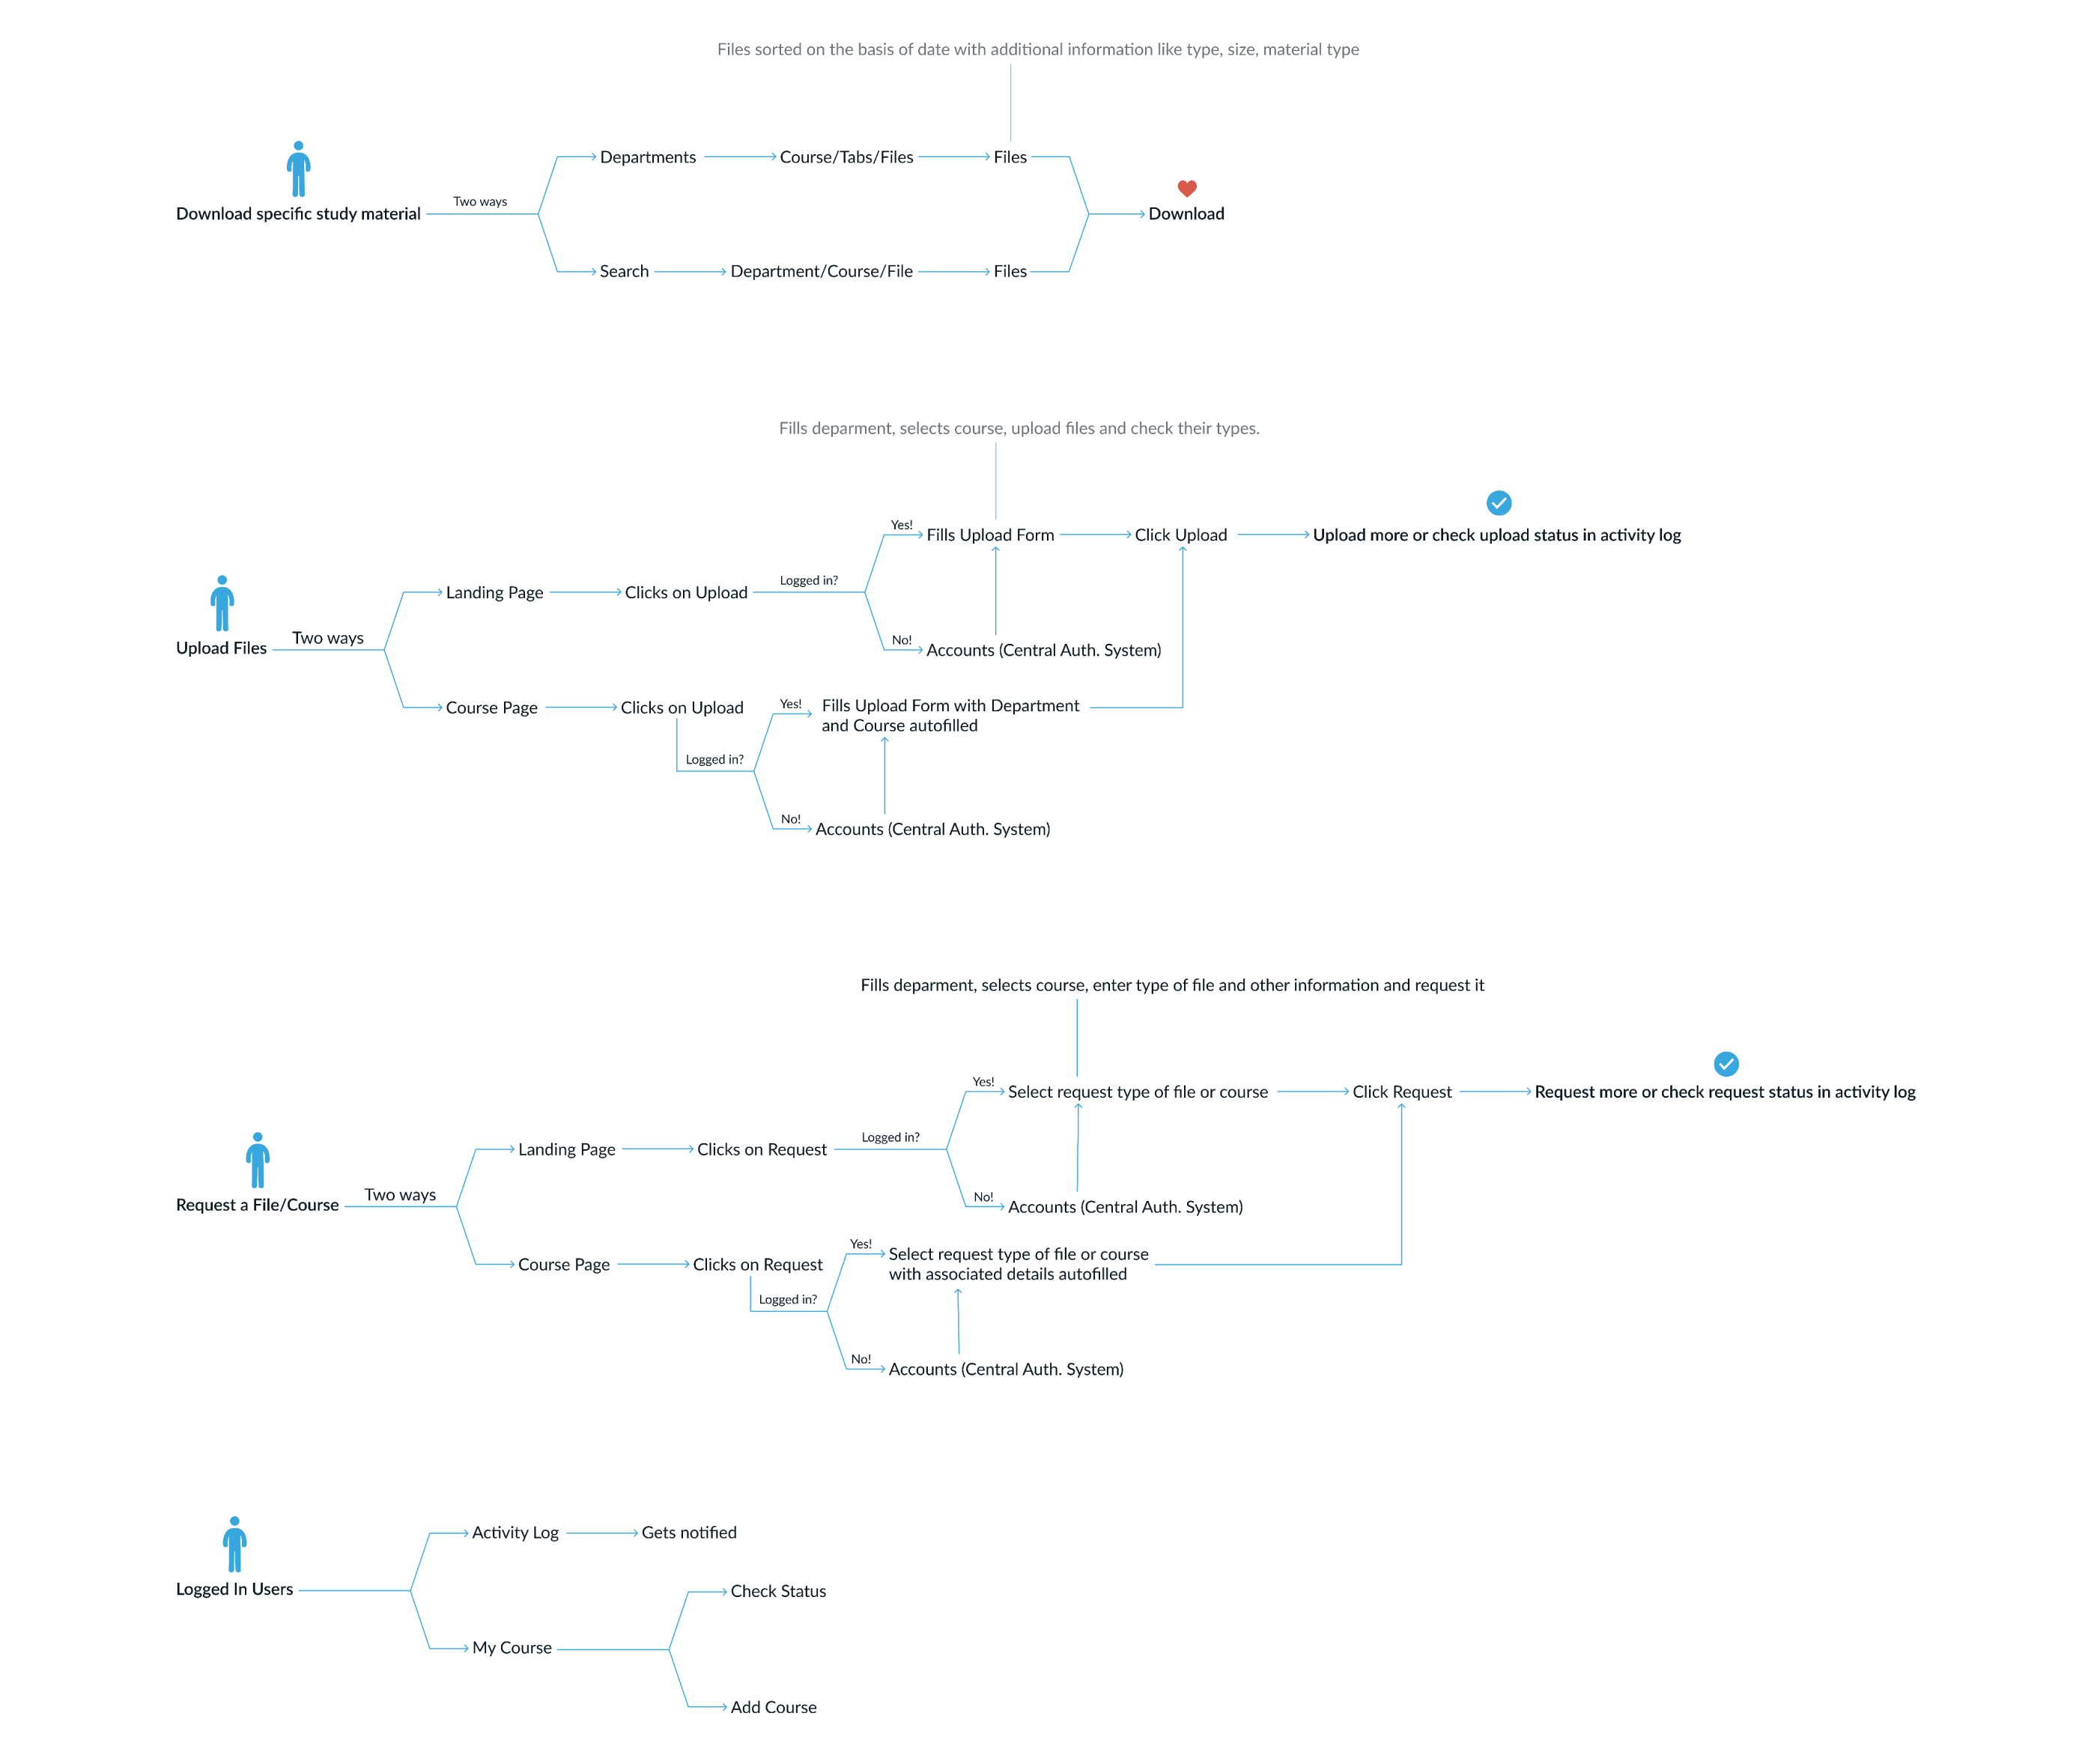 Files sorted on the basis of date with additional information like type, size, material type
Departments
Course/Tabs/Files
Files
Two ways
Download specific study material
Download
Search
Department/Course/File
Files
Fills deparment, selects course, upload files and check their types.
Yes!
Fills Upload Form
Click Upload
Upload more or check upload status in activity log
Logged in?
Landing Page
Clicks on Upload
Two ways
Upload Files
No!
Accounts (Central Auth. System)
Course Page
Clicks on Upload
Yes!
Fills Upload Form with Department
and Course autofilled
Logged in?
No!
Accounts (Central Auth. System)
Fills deparment, selects course, enter type of file and other information and request it
Yes!
Select request type of file or course
Click Request
Request more or check request status in activity log
Logged in?
Landing Page
Clicks on Request
Two ways
Request a File/Course
No!
Accounts (Central Auth. System)
Course Page
Clicks on Request
Yes!
Select request type of file or course
with associated details autofilled
Logged in?
No!
Accounts (Central Auth. System)
Activity Log
Gets notified
Logged In Users
Check Status
My Course
Add Course